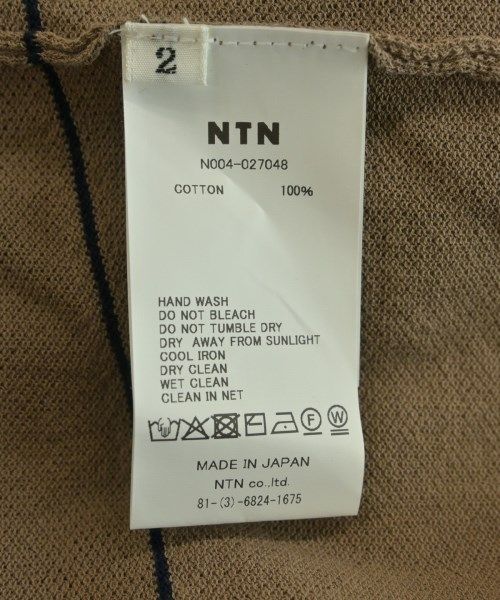 2
NTN
N004-027048
COTTON 100%
HAND WASH
DO NOT BLEACH
DO NOT TUMBLE DRY
DRY AWAY FROM SUNLIGHT
COOL IRON
DRY CLEAN
WET CLEAN
CLEAN IN NET
F W
MADE IN JAPAN
NTN co.,ltd.
81-(3)-6824-1675